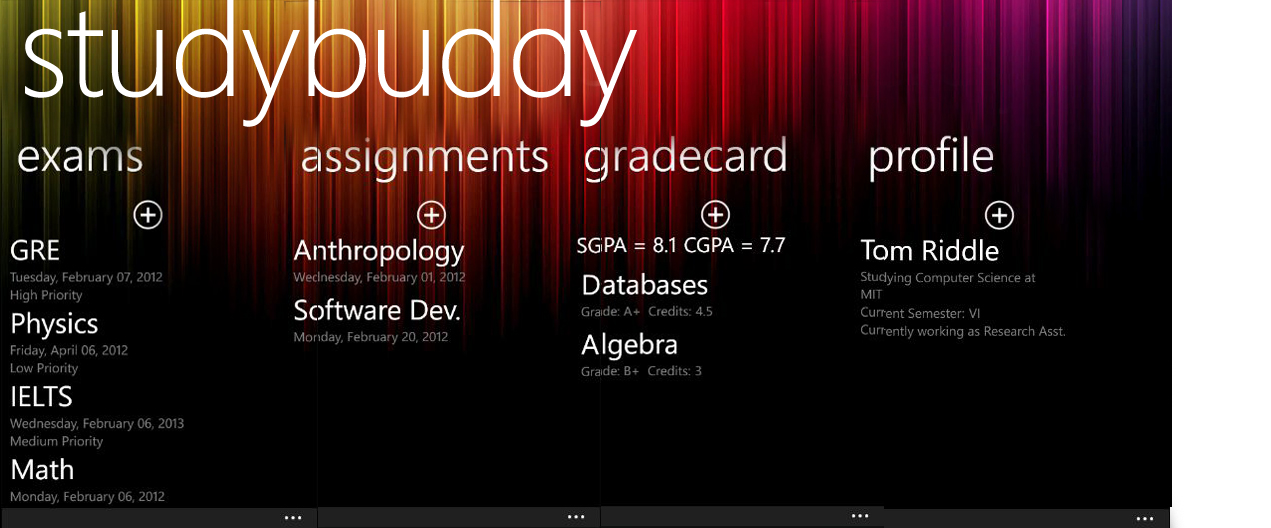 studybuddy
exams
GRE
Tuesday, February 07, 2012
High Priority
Physics
Friday, April 06, 2012
Low Priority
IELTS
Wednesday, February 06, 2013
Medium Priority
Math
Monday, February 06, 2012
assignments
Anthropology
Wednesday, February 01, 2012
Software Dev.
Monday, February 20, 2012
gradecard
SGPA = 8.1 CGPA = 7.7
Databases
Grade: A+ Credits: 4.5
Algebra
Grade: B+ Credits: 3
profile
Tom Riddle
Studying Computer Science at
MIT
Current Semester: VI
Currently working as Research Asst.